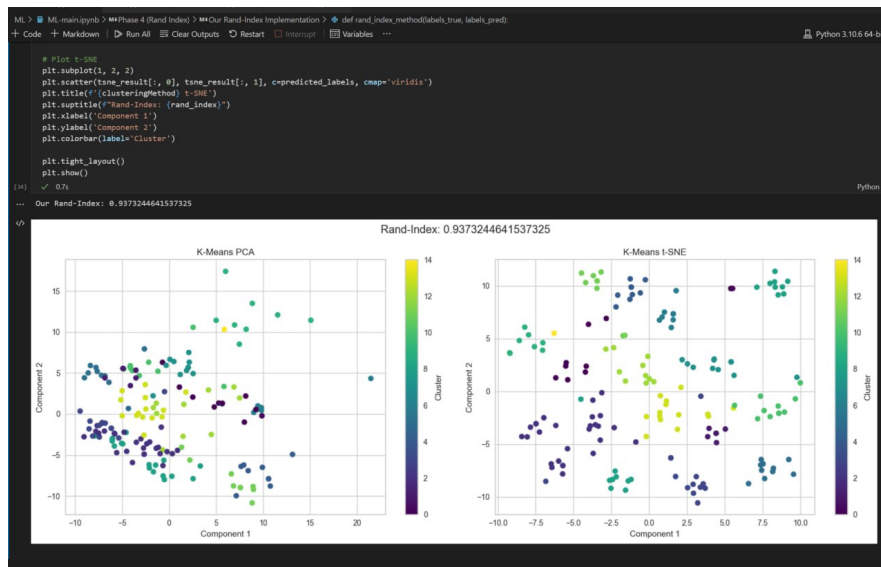 ML > ML-main.ipynb > M↓Phase 4 (Rand Index) > M↓Our Rand-Index Implementation > def rand_index_method(labels_true, labels_pred):
+ Code + Markdown | Run All Clear Outputs Restart Interrupt | Variables ... Python 3.10.6 64-b
# Plot t-SNE
plt.subplot(1, 2, 2)
plt.scatter(tsne_result[:, 0], tsne_result[:, 1], c=predicted_labels, cmap='viridis')
plt.title(f'{clusteringMethod} t-SNE')
plt.suptitle(f"Rand-Index: {rand_index}")
plt.xlabel('Component 1')
plt.ylabel('Component 2')
plt.colorbar(label='Cluster')
plt.tight_layout()
plt.show()
[34] ✓ 0.7s Python
... Our Rand-Index: 0.9373244641537325
</>
Rand-Index: 0.9373244641537325
K-Means PCA
Component 2
15
10
5
0
−5
−10
−10 −5 0 5 10 15 20
Component 1
14
12
10
8
6
4
2
0
Cluster
K-Means t-SNE
Component 2
10
5
0
−5
−10
−10.0 −7.5 −5.0 −2.5 0.0 2.5 5.0 7.5 10.0
Component 1
14
12
10
8
6
4
2
0
Cluster